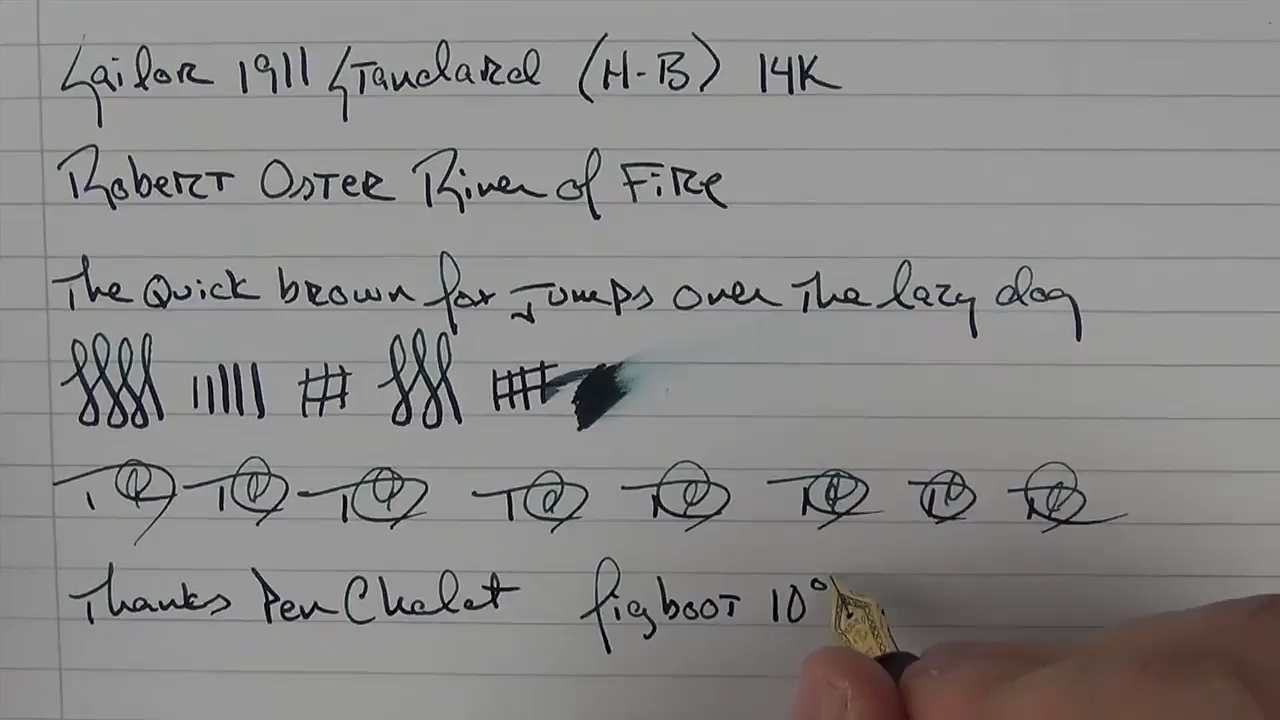 Sailor 1911 Standard (H-B) 14K
Robert Oster River of Fire
The Quick brown fox Jumps over The lazy dog
Thanks Pen Chalet figboot 10°